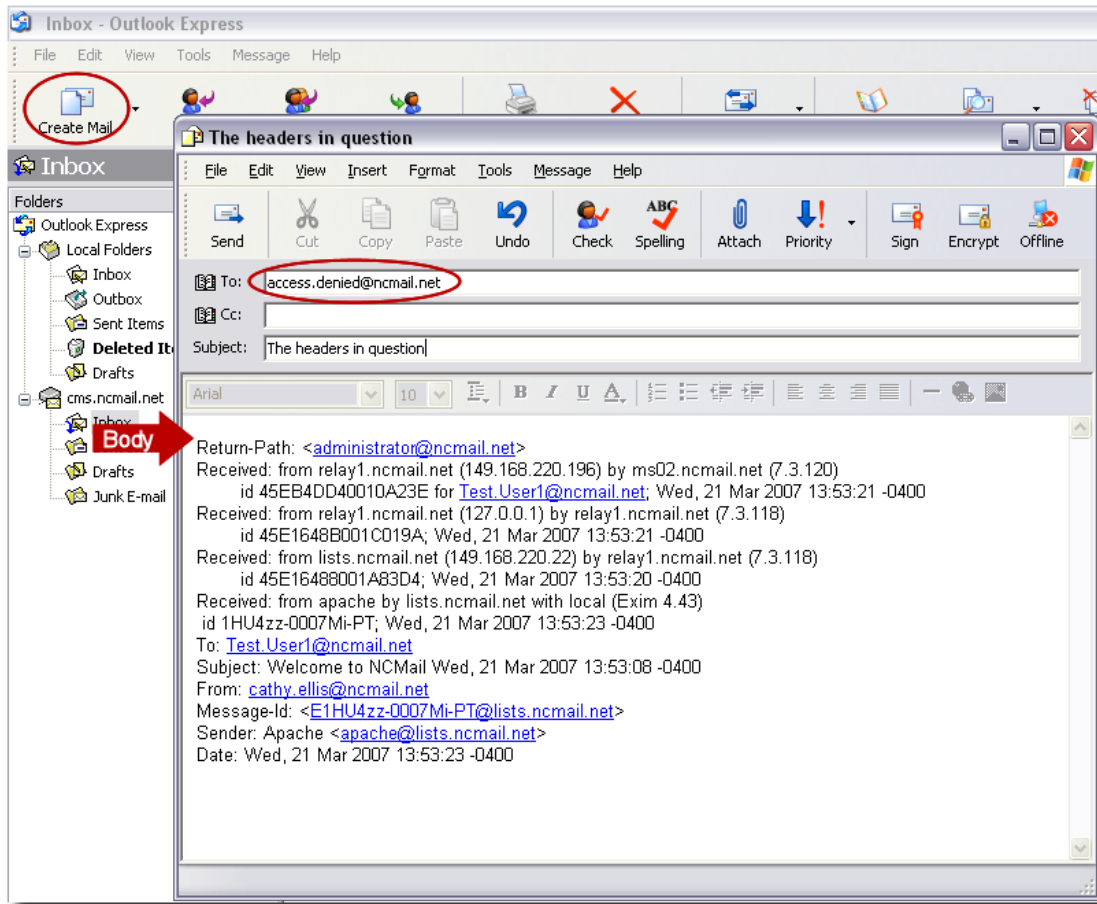 Inbox - Outlook Express
File Edit View Tools Message Help
Create Mail
Inbox
Folders
Outlook Express
Local Folders
Inbox
Outbox
Sent Items
Deleted It
Drafts
cms.ncmail.net
Inbox
Drafts
Junk E-mail
Body
The headers in question
File Edit View Insert Format Tools Message Help
ABC
Send Cut Copy Paste Undo Check Spelling Attach Priority Sign Encrypt Offline
To: access.denied@ncmail.net
Cc:
Subject: The headers in question
Arial 10 B I U A
Return-Path: <administrator@ncmail.net>
Received: from relay1.ncmail.net (149.168.220.196) by ms02.ncmail.net (7.3.120)
id 45EB4DD40010A23E for Test.User1@ncmail.net; Wed, 21 Mar 2007 13:53:21 -0400
Received: from relay1.ncmail.net (127.0.0.1) by relay1.ncmail.net (7.3.118)
id 45E1648B001C019A; Wed, 21 Mar 2007 13:53:21 -0400
Received: from lists.ncmail.net (149.168.220.22) by relay1.ncmail.net (7.3.118)
id 45E16488001A83D4; Wed, 21 Mar 2007 13:53:20 -0400
Received: from apache by lists.ncmail.net with local (Exim 4.43)
id 1HU4zz-0007Mi-PT; Wed, 21 Mar 2007 13:53:23 -0400
To: Test.User1@ncmail.net
Subject: Welcome to NCMail Wed, 21 Mar 2007 13:53:08 -0400
From: cathy.ellis@ncmail.net
Message-Id: <E1HU4zz-0007Mi-PT@lists.ncmail.net>
Sender: Apache <apache@lists.ncmail.net>
Date: Wed, 21 Mar 2007 13:53:23 -0400